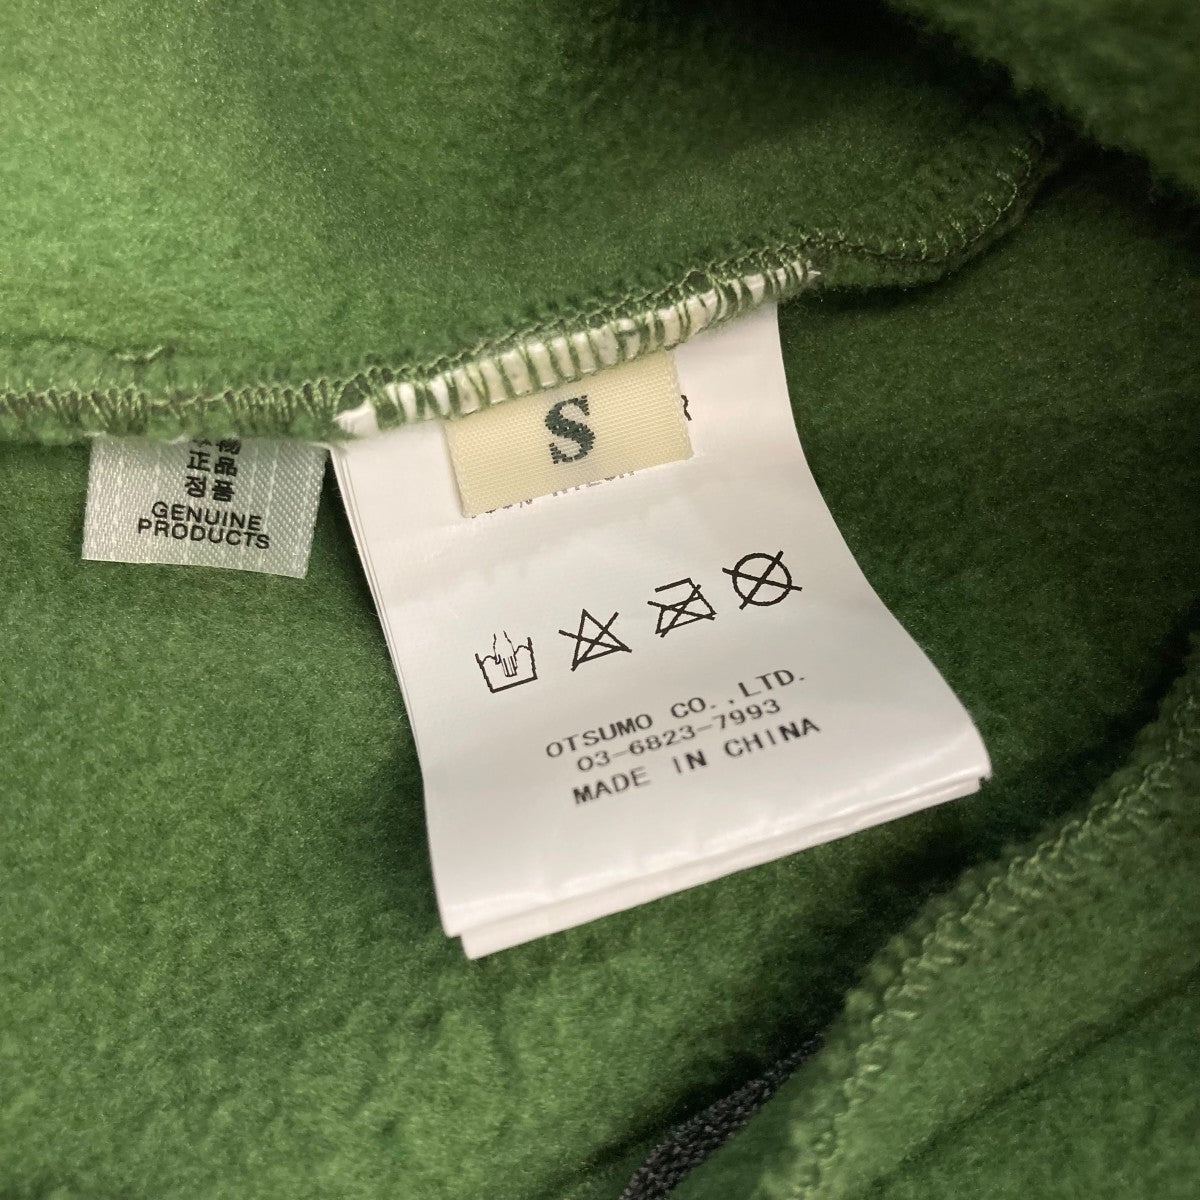 正品
정품
GENUINE
PRODUCTS
S
OTSUMO CO.,LTD.
03-6823-7993
MADE IN CHINA